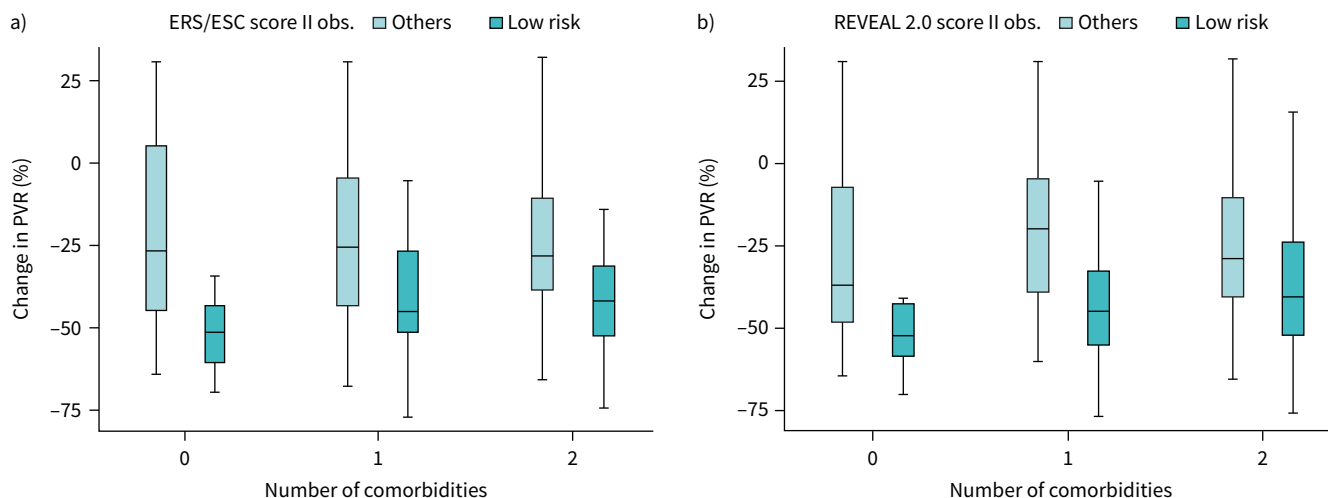 a) ERS/ESC score II obs. Others Low risk
25
0
–25
–50
–75
Change in PVR (%)
0 1 2
Number of comorbidities
b) REVEAL 2.0 score II obs. Others Low risk
25
0
–25
–50
–75
Change in PVR (%)
0 1 2
Number of comorbidities